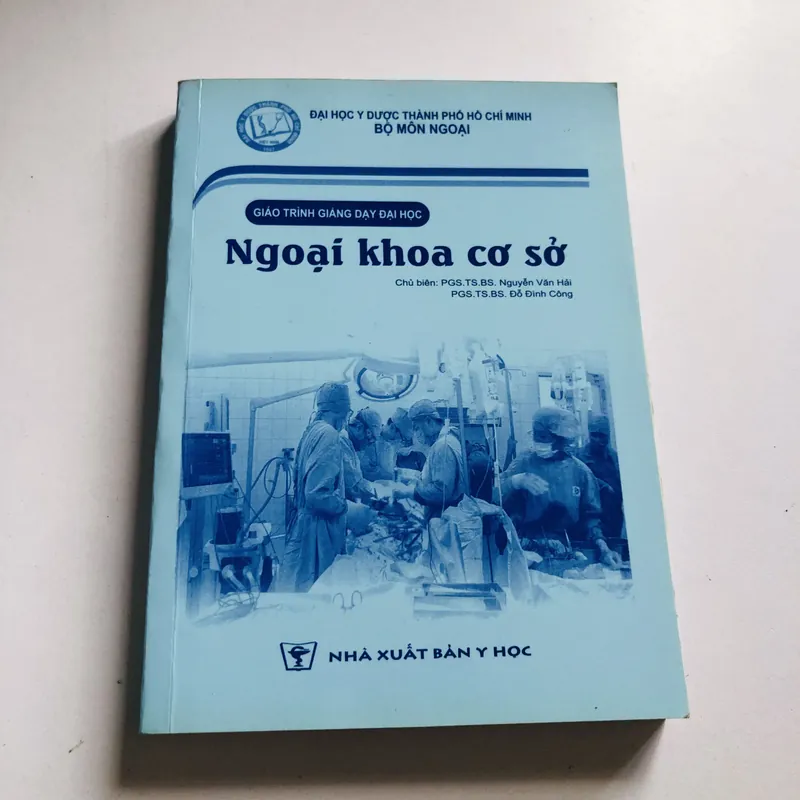 ĐẠI HỌC Y DƯỢC THÀNH PHỐ HỒ CHÍ MINH
BỘ MÔN NGOẠI
GIÁO TRÌNH GIẢNG DẠY ĐẠI HỌC
Ngoại khoa cơ sở
Chủ biên: PGS.TS.BS. Nguyễn Văn Hải
PGS.TS.BS. Đỗ Đình Công
NHÀ XUẤT BẢN Y HỌC